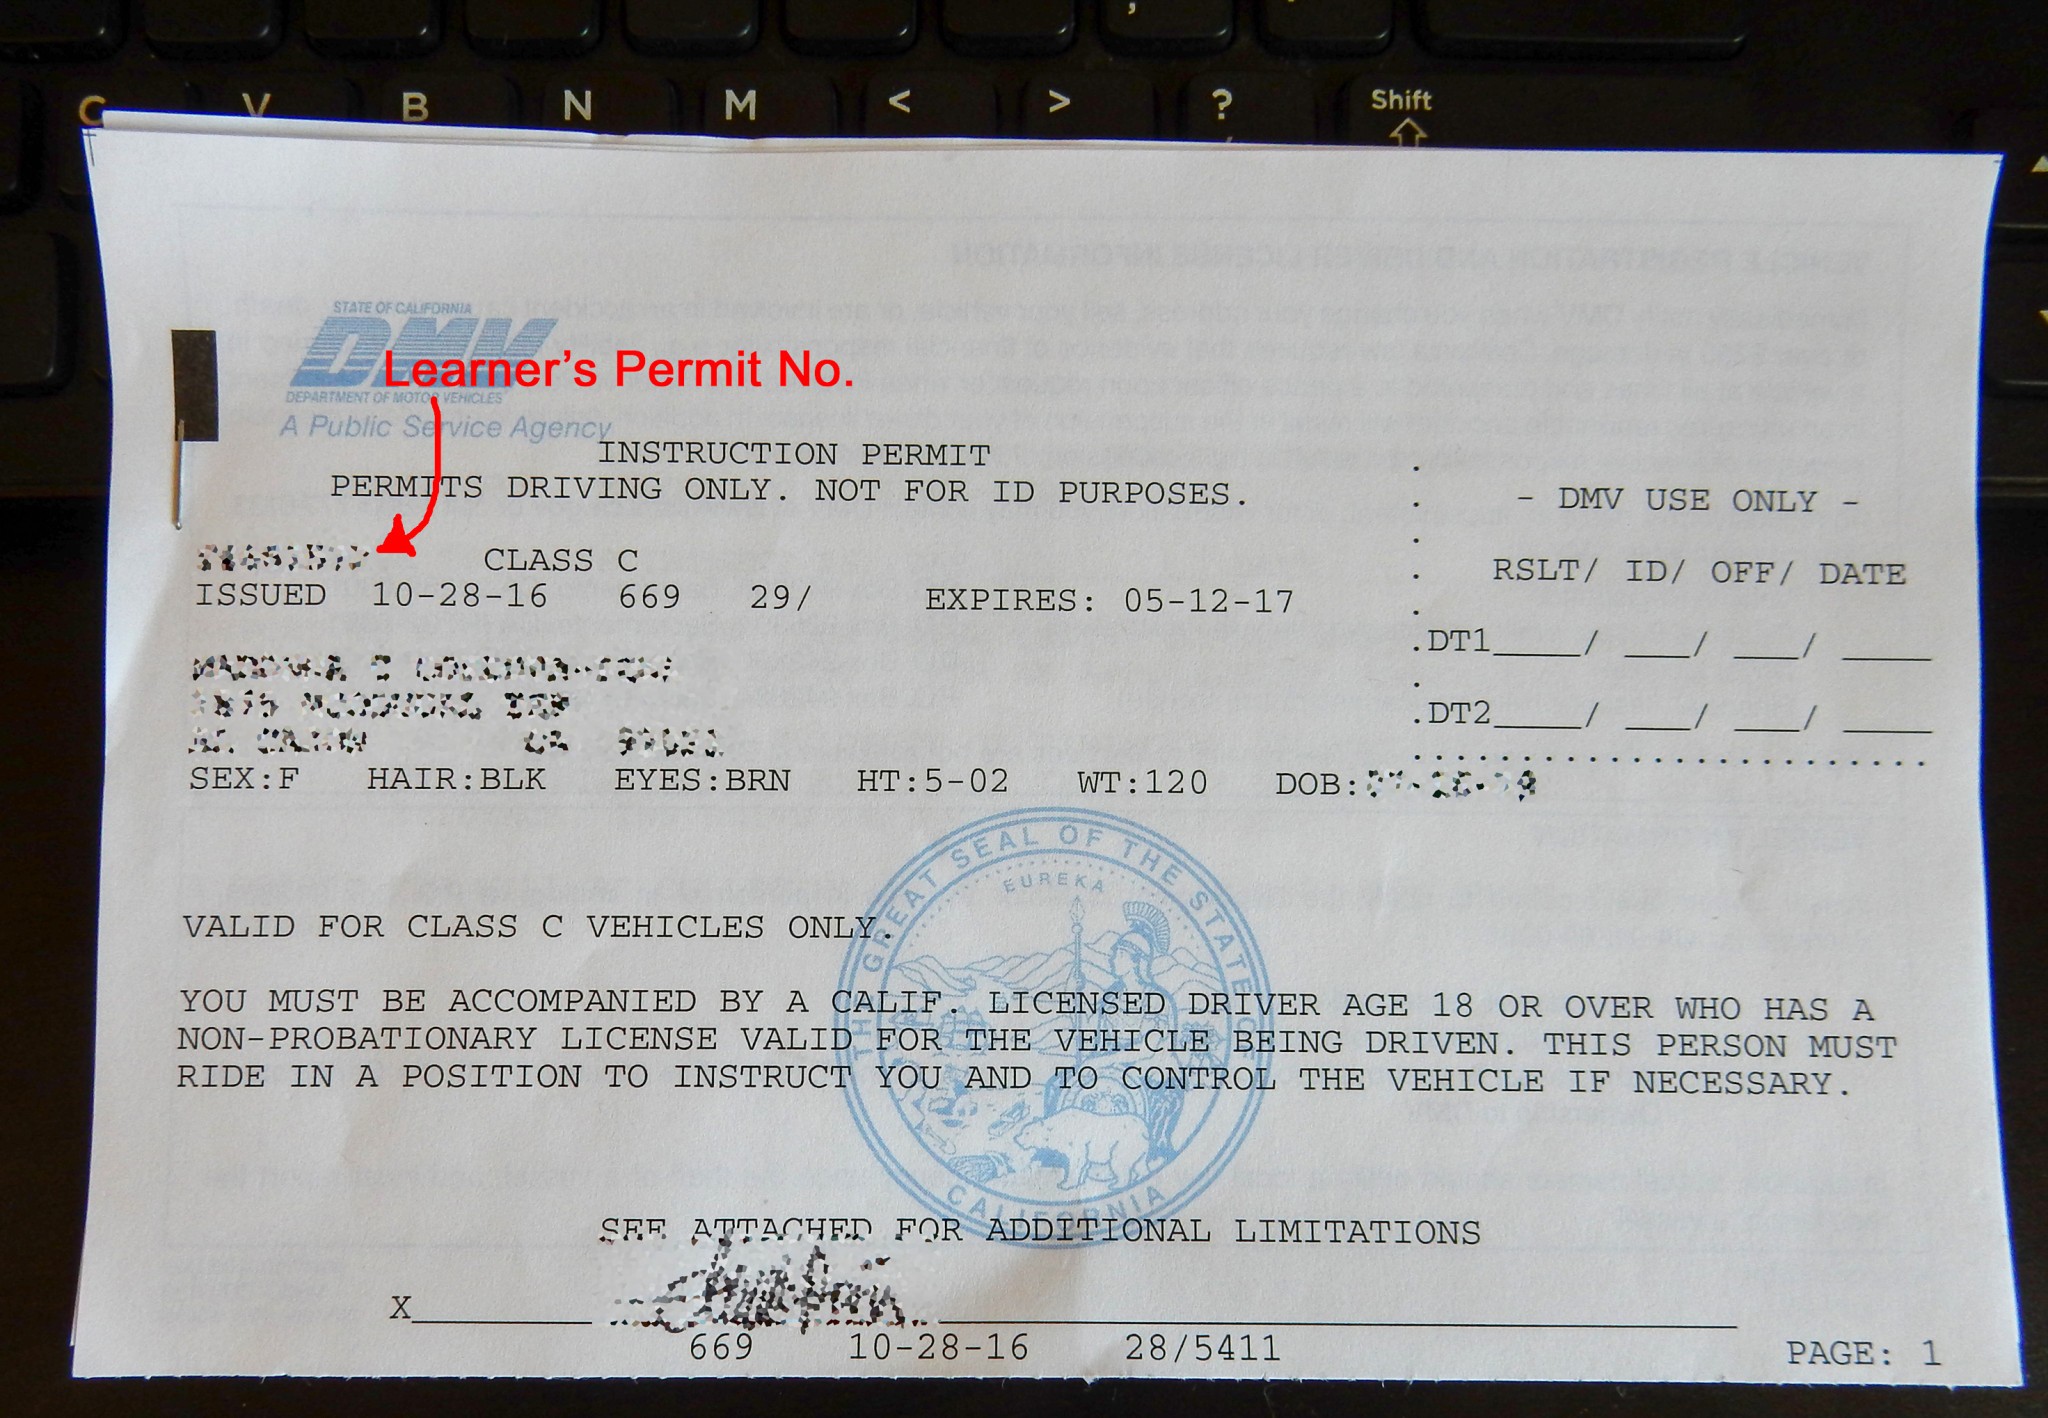 C V B N M < > ? Shift
STATE OF CALIFORNIA
DMV
Learner's Permit No.
DEPARTMENT OF MOTOR VEHICLES
A Public Service Agency
INSTRUCTION PERMIT
PERMITS DRIVING ONLY. NOT FOR ID PURPOSES.
- DMV USE ONLY -
CLASS C
RSLT/ ID/ OFF/ DATE
ISSUED 10-28-16 669 29/ EXPIRES: 05-12-17
.DT1____/ ___/ ___/ ____
.DT2____/ ___/ ___/ ____
SEX:F HAIR:BLK EYES:BRN HT:5-02 WT:120 DOB:
THE GREAT SEAL OF THE STATE OF CALIFORNIA
EUREKA
VALID FOR CLASS C VEHICLES ONLY.
YOU MUST BE ACCOMPANIED BY A CALIF. LICENSED DRIVER AGE 18 OR OVER WHO HAS A
NON-PROBATIONARY LICENSE VALID FOR THE VEHICLE BEING DRIVEN. THIS PERSON MUST
RIDE IN A POSITION TO INSTRUCT YOU AND TO CONTROL THE VEHICLE IF NECESSARY.
SEE ATTACHED FOR ADDITIONAL LIMITATIONS
X
669 10-28-16 28/5411
PAGE: 1